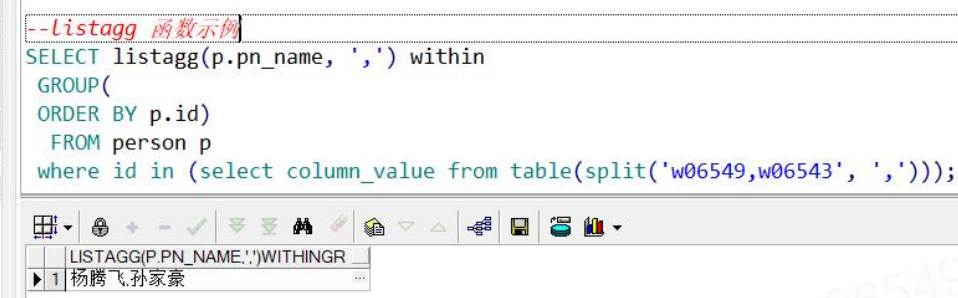 --listagg 函数示例
SELECT listagg(p.pn_name, ',') within
GROUP(
ORDER BY p.id)
FROM person p
where id in (select column_value from table(split('w06549,w06543', ',')));
LISTAGG(P.PN_NAME,',')WITHINGR
1 杨腾飞,孙家豪 ...